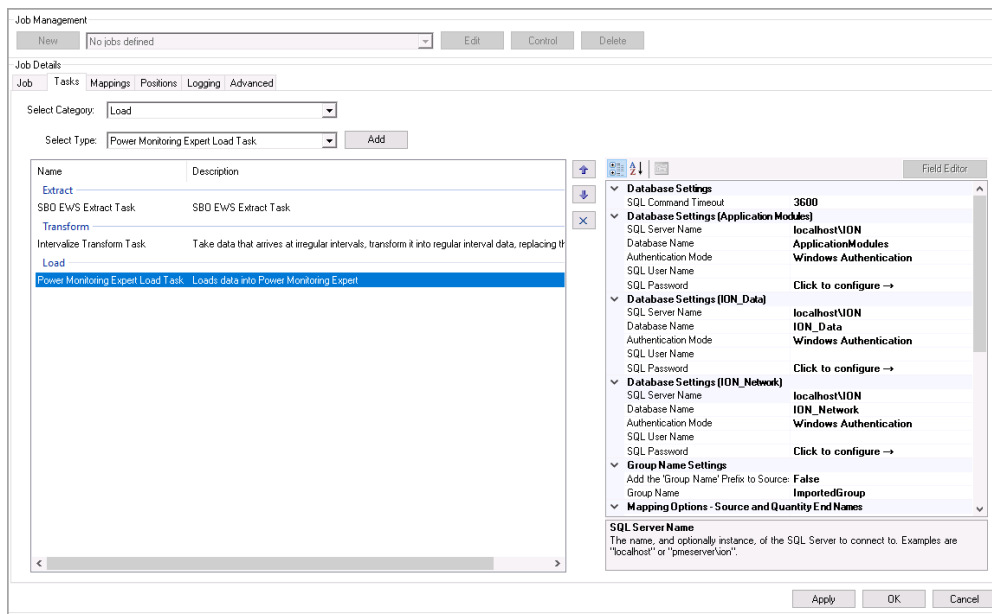 Job Management
New No jobs defined Edit Control Delete
Job Details
Job Tasks Mappings Positions Logging Advanced
Select Category: Load
Select Type: Power Monitoring Expert Load Task Add
Name Description
Extract
SBO EWS Extract Task SBO EWS Extract Task
Transform
Intervalize Transform Task Take data that arrives at irregular intervals, transform it into regular interval data, replacing th
Load
Power Monitoring Expert Load Task Loads data into Power Monitoring Expert
Field Editor
Database Settings
SQL Command Timeout 3600
Database Settings (Application Modules)
SQL Server Name localhost\ION
Database Name ApplicationModules
Authentication Mode Windows Authentication
SQL User Name
SQL Password Click to configure →
Database Settings (ION_Data)
SQL Server Name localhost\ION
Database Name ION_Data
Authentication Mode Windows Authentication
SQL User Name
SQL Password Click to configure →
Database Settings (ION_Network)
SQL Server Name localhost\ION
Database Name ION_Network
Authentication Mode Windows Authentication
SQL User Name
SQL Password Click to configure →
Group Name Settings
Add the 'Group Name' Prefix to Source: False
Group Name ImportedGroup
Mapping Options - Source and Quantity End Names
SQL Server Name
The name, and optionally instance, of the SQL Server to connect to. Examples are
"localhost" or "pmeserver\ion".
Apply OK Cancel